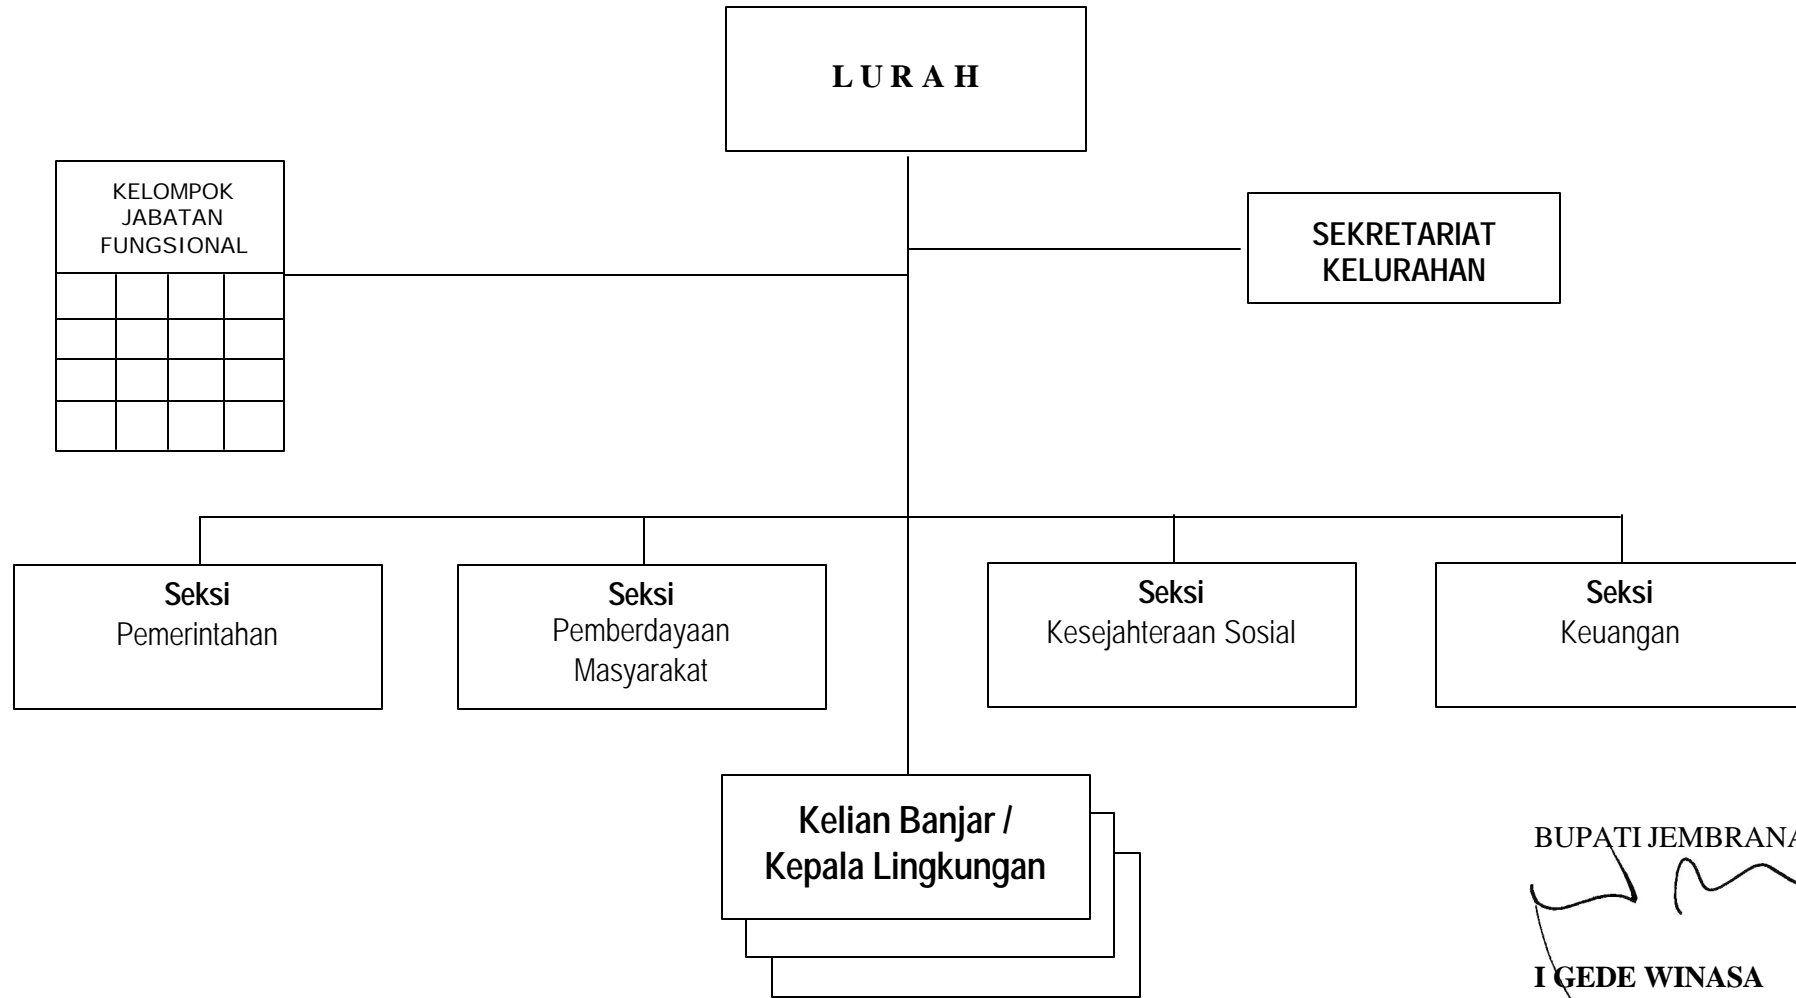 L U R A H
KELOMPOK
JABATAN
FUNGSIONAL
SEKRETARIAT
KELURAHAN
Seksi
Pemerintahan
Seksi
Pemberdayaan
Masyarakat
Seksi
Kesejahteraan Sosial
Seksi
Keuangan
Kelian Banjar /
Kepala Lingkungan
BUPATI JEMBRANA
I GEDE WINASA